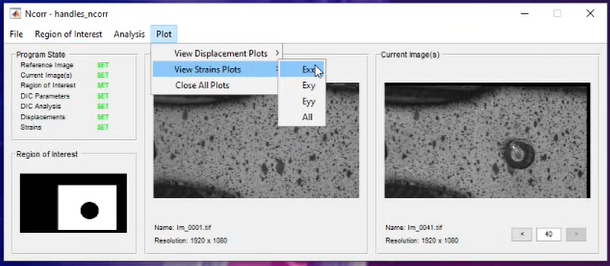 Ncorr - handles_ncorr
File Region of Interest Analysis Plot
View Displacement Plots >
View Strains Plots >
Close All Plots
Exx
Exy
Eyy
All
Program State
Reference Image SET
Current Image(s) SET
Region of Interest SET
DIC Parameters SET
DIC Analysis SET
Displacements SET
Strains SET
Region of Interest
Name: Im_0001.tif
Resolution: 1920 x 1080
Current Image(s)
Name: Im_0041.tif
Resolution: 1920 x 1080
< 40 >